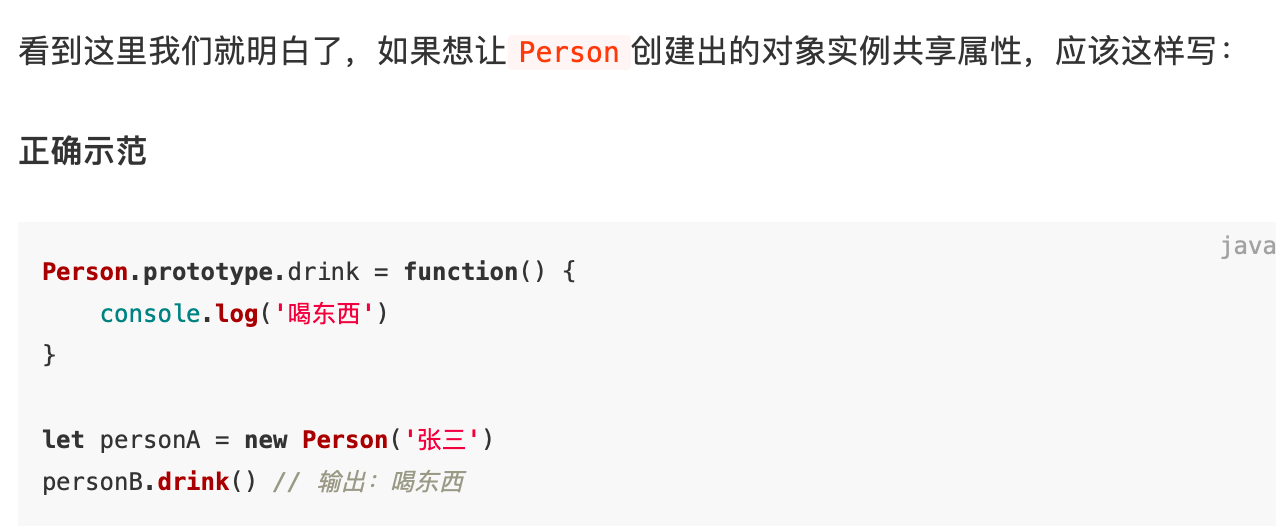 看到这里我们就明白了，如果想让 Person 创建出的对象实例共享属性，应该这样写：
正确示范
java
Person.prototype.drink = function() {
    console.log('喝东西')
}
let personA = new Person('张三')
personB.drink() // 输出：喝东西